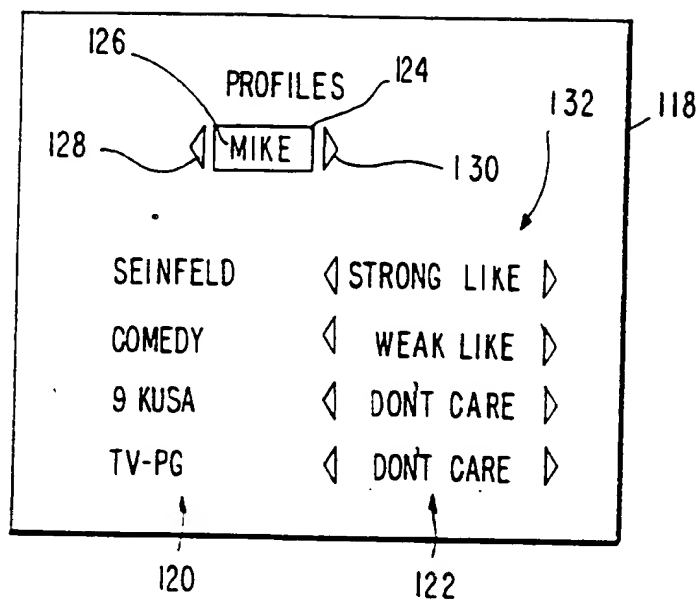 126
PROFILES
124
132
118
128
MIKE
130
SEINFELD STRONG LIKE
COMEDY WEAK LIKE
9 KUSA DON'T CARE
TV-PG DON'T CARE
120
122